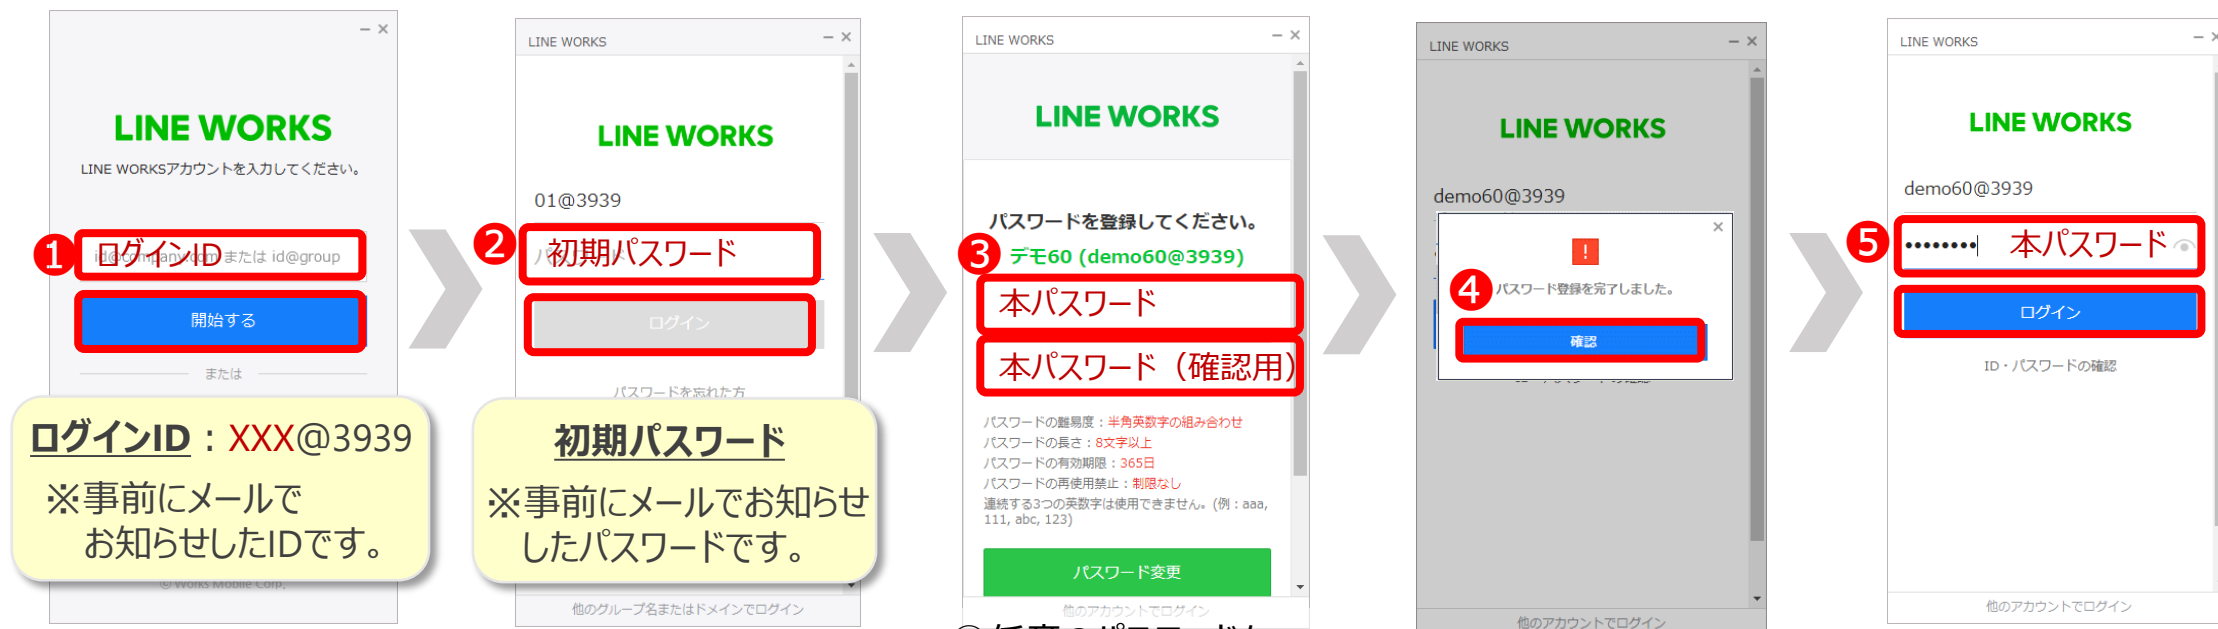 LINE WORKS
LINE WORKSアカウントを入力してください。
1
ログインID
id@company.com または id@group
開始する
または
ログインID：XXX@3939
※事前にメールで
お知らせしたIDです。
© Works Mobile Corp.
LINE WORKS
LINE WORKS
01@3939
2
初期パスワード
ログイン
パスワードを忘れた方
初期パスワード
※事前にメールでお知らせ
したパスワードです。
他のグループ名またはドメインでログイン
LINE WORKS
LINE WORKS
パスワードを登録してください。
3
デモ60 (demo60@3939)
本パスワード
本パスワード（確認用）
パスワードの難易度：半角英数字の組み合わせ
パスワードの長さ：8文字以上
パスワードの有効期限：365日
パスワードの再使用禁止：制限なし
連続する3つの英数字は使用できません。(例：aaa,
111, abc, 123)
パスワード変更
他のアカウントでログイン
LINE WORKS
LINE WORKS
demo60@3939
!
4
パスワード登録を完了しました。
確認
他のアカウントでログイン
LINE WORKS
LINE WORKS
demo60@3939
5
••••••••
本パスワード
ログイン
ID・パスワードの確認
他のアカウントでログイン